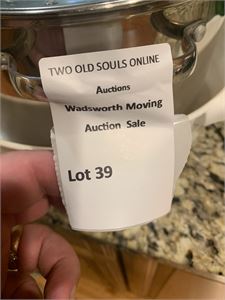 TWO OLD SOULS ONLINE
Auctions
Wadsworth Moving
Auction Sale
Lot 39